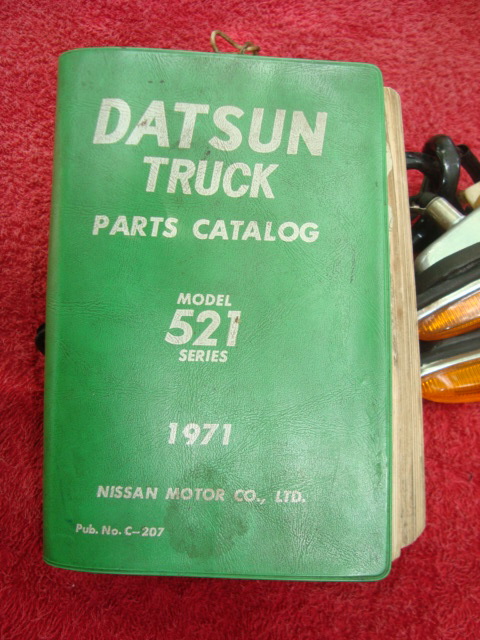 DATSUN
TRUCK
PARTS CATALOG
MODEL
521
SERIES
1971
NISSAN MOTOR CO., LTD.
Pub. No. C-207